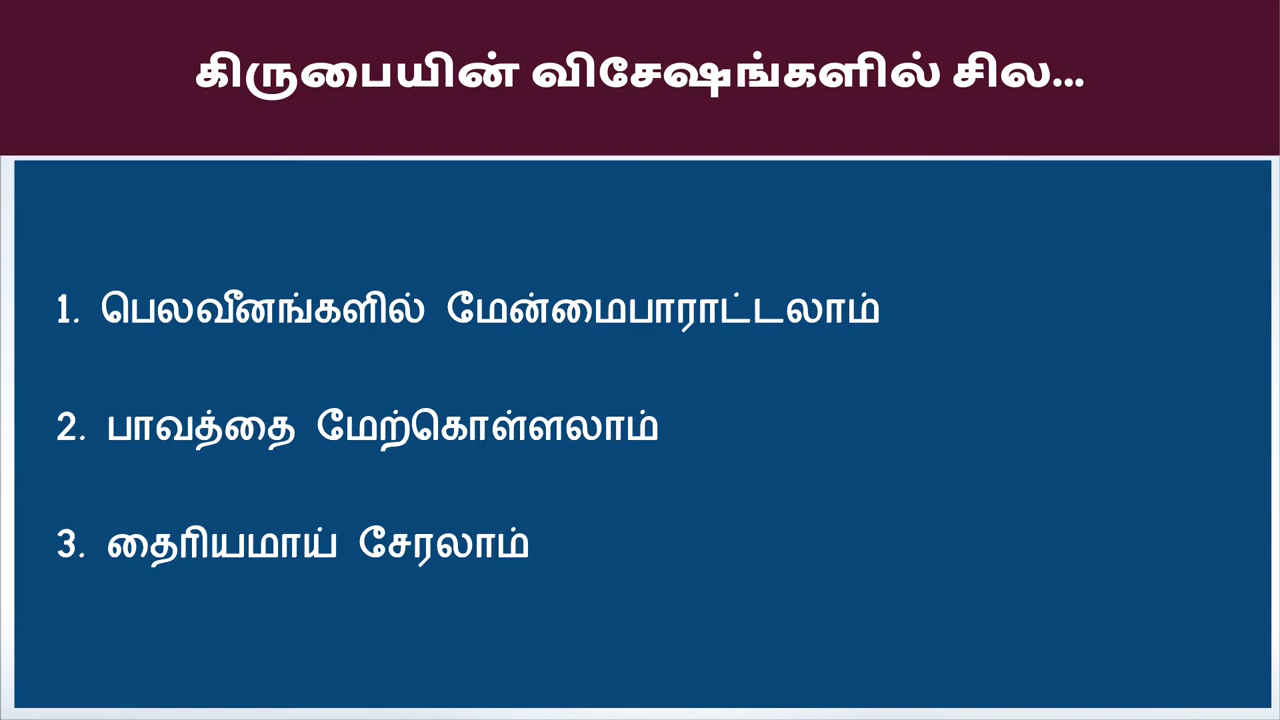 கிருபையின் விசேஷங்களில் சில...
1. பெலவீனங்களில் மேன்மைபாராட்டலாம்
2. பாவத்தை மேற்கொள்ளலாம்
3. தைரியமாய் சேரலாம்